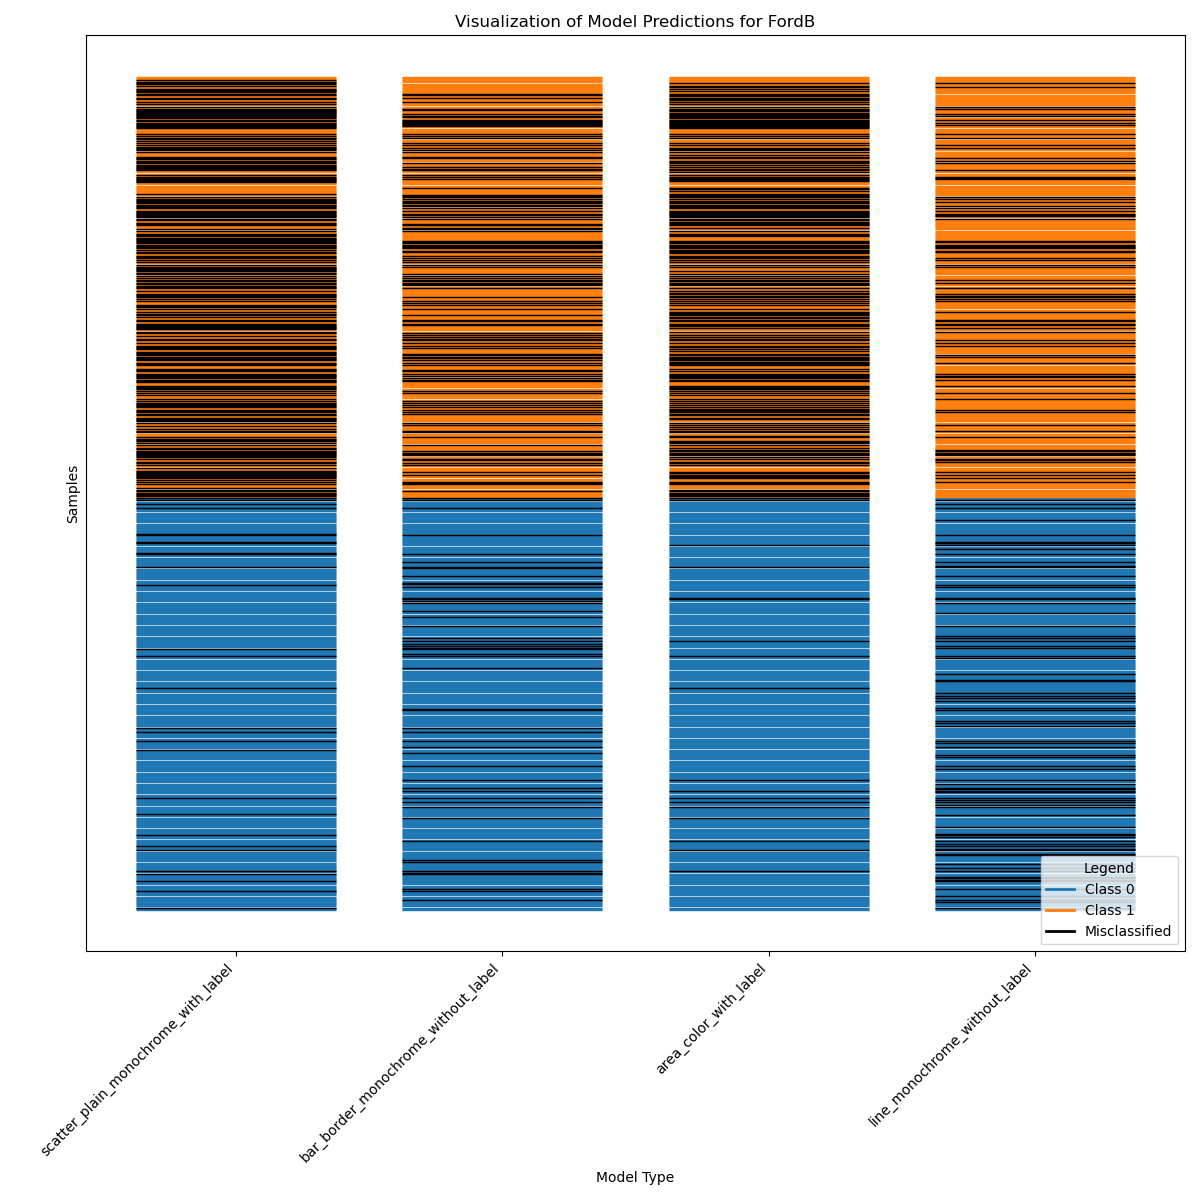 Visualization of Model Predictions for FordB
Samples
Legend
Class 0
Class 1
Misclassified
scatter_plain_monochrome_with_label
bar_border_monochrome_without_label
area_color_with_label
line_monochrome_without_label
Model Type